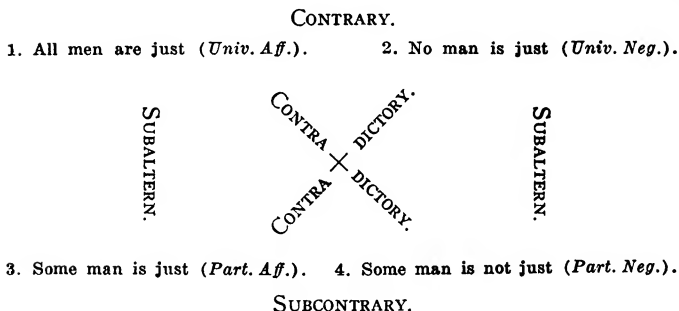 CONTRARY.
1. All men are just (Univ. Aff.). 2. No man is just (Univ. Neg.).
SUBALTERN.
CONTRADICTORY.
CONTRADICTORY.
SUBALTERN.
3. Some man is just (Part. Aff.). 4. Some man is not just (Part. Neg.).
SUBCONTRARY.